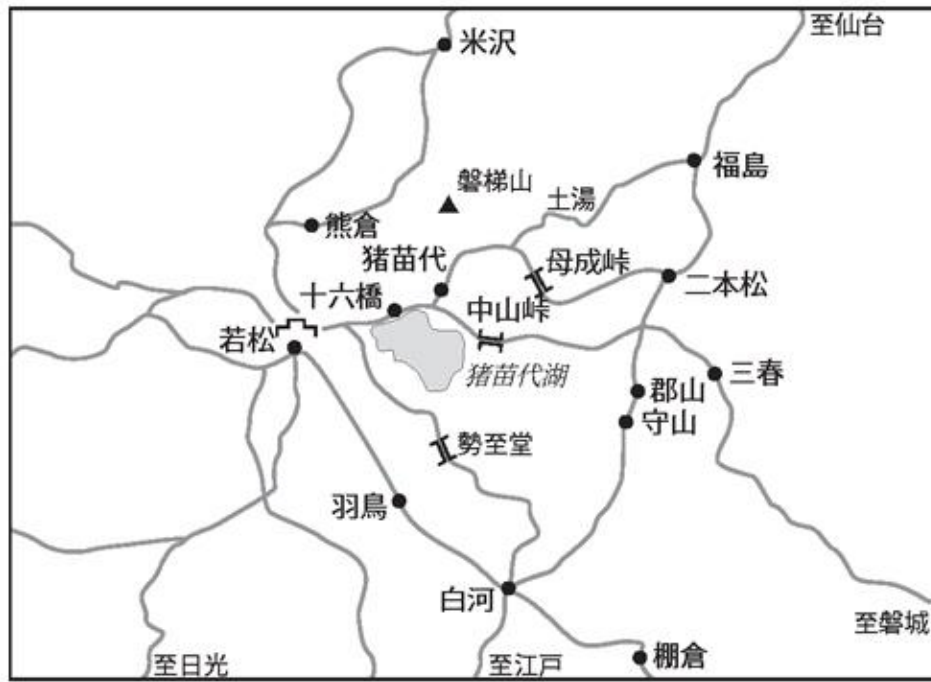 至仙台
米沢
福島
磐梯山
土湯
熊倉
猪苗代
母成峠
二本松
十六橋
中山峠
若松
猪苗代湖
三春
郡山
守山
勢至堂
羽鳥
白河
至磐城
棚倉
至日光
至江戸